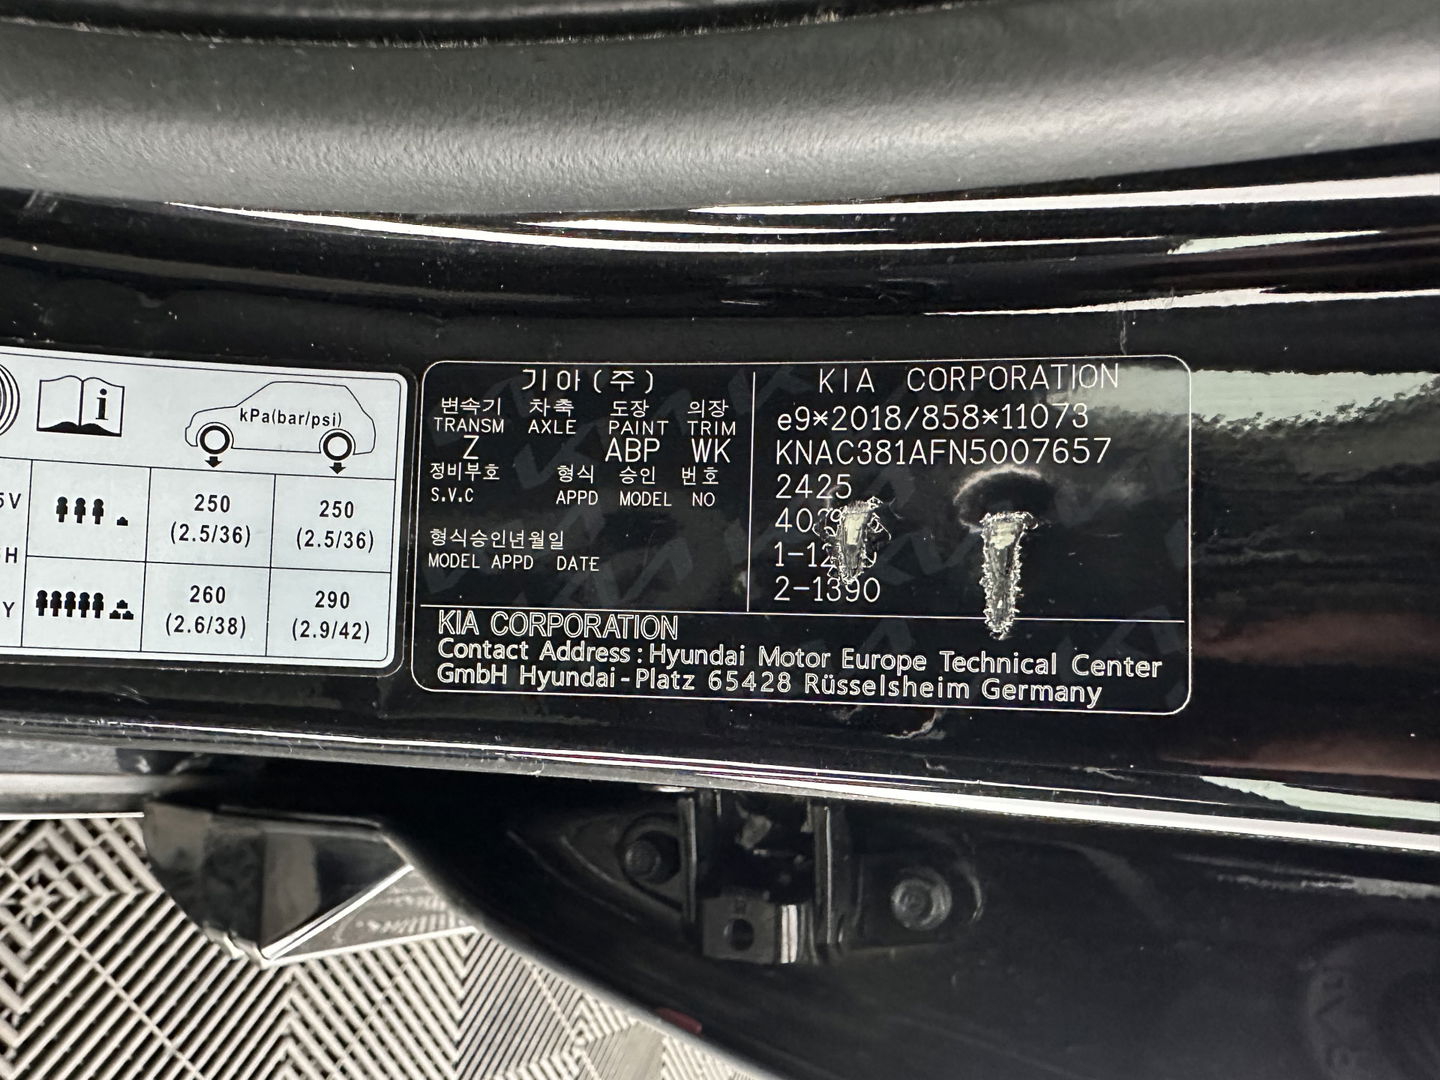 kPa(bar/psi)
5V
250
(2.5/36)
250
(2.5/36)
H
Y
260
(2.6/38)
290
(2.9/42)
기아(주)
변속기 차축 도장 의장
TRANSM AXLE PAINT TRIM
Z ABP WK
정비부호 형식 승인 번호
S.V.C APPD MODEL NO
형식승인년월일
MODEL APPD DATE
KIA CORPORATION
e9*2018/858*11073
KNAC381AFN5007657
2425
2-1390
KIA CORPORATION
Contact Address : Hyundai Motor Europe Technical Center
GmbH Hyundai-Platz 65428 Rüsselsheim Germany